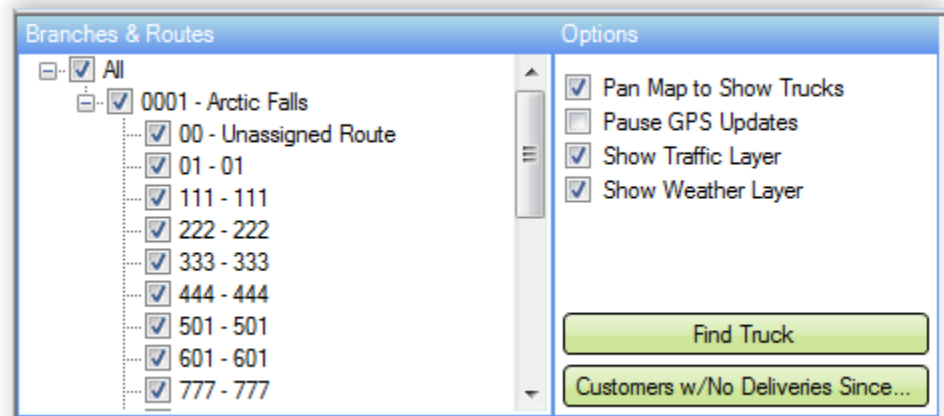 Branches & Routes
All
0001 - Arctic Falls
00 - Unassigned Route
01 - 01
111 - 111
222 - 222
333 - 333
444 - 444
501 - 501
601 - 601
777 - 777
Options
Pan Map to Show Trucks
Pause GPS Updates
Show Traffic Layer
Show Weather Layer
Find Truck
Customers w/No Deliveries Since...